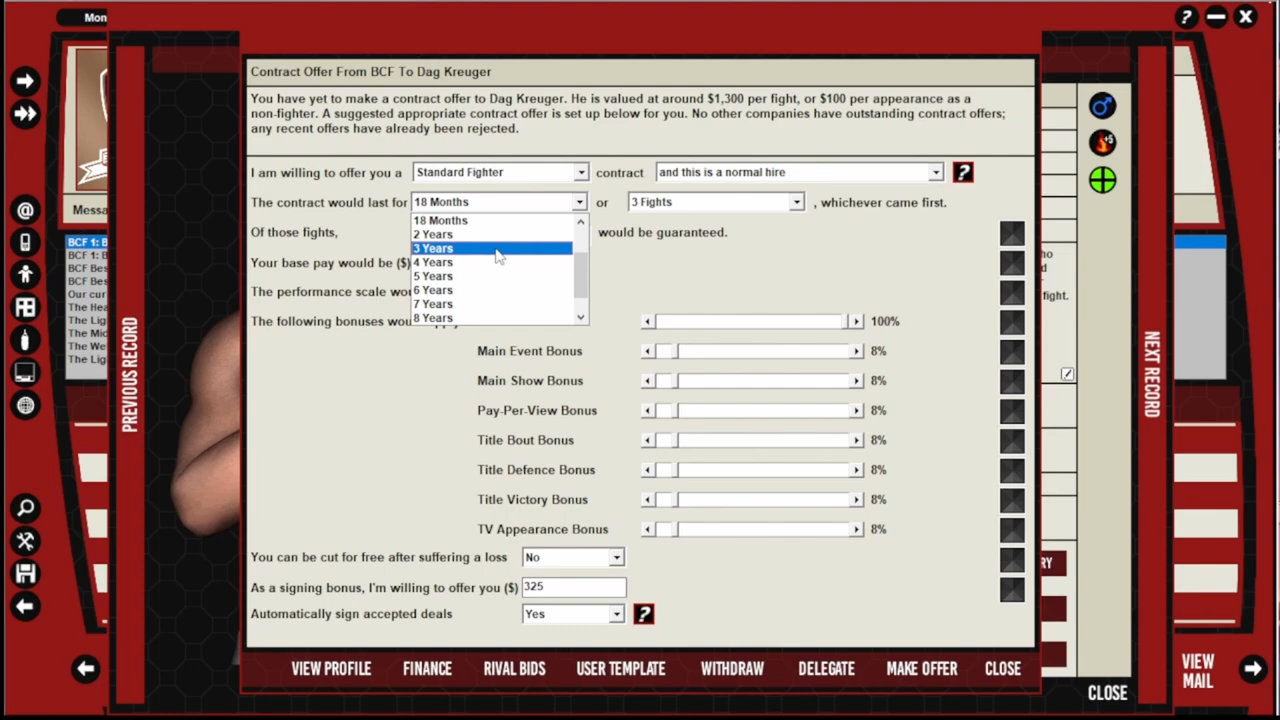 Mon
?
Contract Offer From BCF To Dag Kreuger
You have yet to make a contract offer to Dag Kreuger. He is valued at around $1,300 per fight, or $100 per appearance as a
non-fighter. A suggested appropriate contract offer is set up below for you. No other companies have outstanding contract offers;
any recent offers have already been rejected.
I am willing to offer you a Standard Fighter contract and this is a normal hire ?
The contract would last for 18 Months or 3 Fights , whichever came first.
18 Months
2 Years
3 Years
4 Years
5 Years
6 Years
7 Years
8 Years
Of those fights, would be guaranteed.
Your base pay would be ($)
The performance scale wou
The following bonuses wou 100%
Main Event Bonus 8%
Main Show Bonus 8%
Pay-Per-View Bonus 8%
Title Bout Bonus 8%
Title Defence Bonus 8%
Title Victory Bonus 8%
TV Appearance Bonus 8%
You can be cut for free after suffering a loss No
As a signing bonus, I'm willing to offer you ($) 325
Automatically sign accepted deals Yes ?
VIEW PROFILE FINANCE RIVAL BIDS USER TEMPLATE WITHDRAW DELEGATE MAKE OFFER CLOSE
Messa
BCF 1: B
BCF 1: B
BCF Bes
BCF Bes
Our cur
The Hea
The Lig
The Mid
The We
The Lig
@
PREVIOUS RECORD
NEXT RECORD
+5
ho
d
fight.
RY
CLOSE
VIEW
MAIL